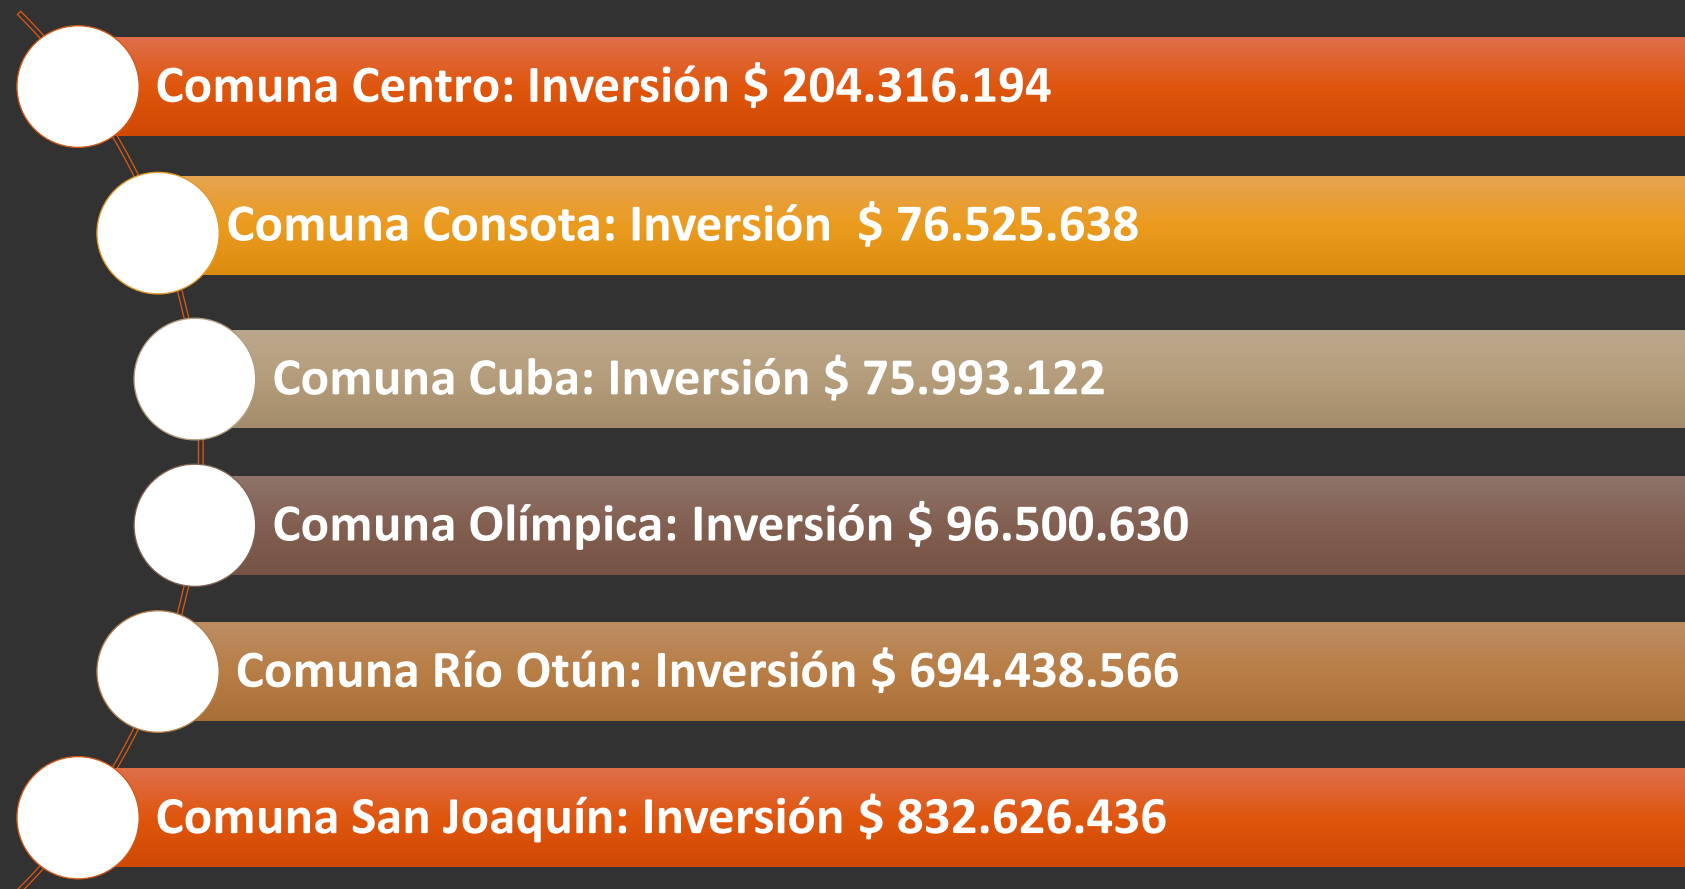 Comuna Centro: Inversión $ 204.316.194
Comuna Consota: Inversión  $ 76.525.638
Comuna Cuba: Inversión $ 75.993.122
Comuna Olímpica: Inversión $ 96.500.630
Comuna Río Otún: Inversión $ 694.438.566
Comuna San Joaquín: Inversión $ 832.626.436